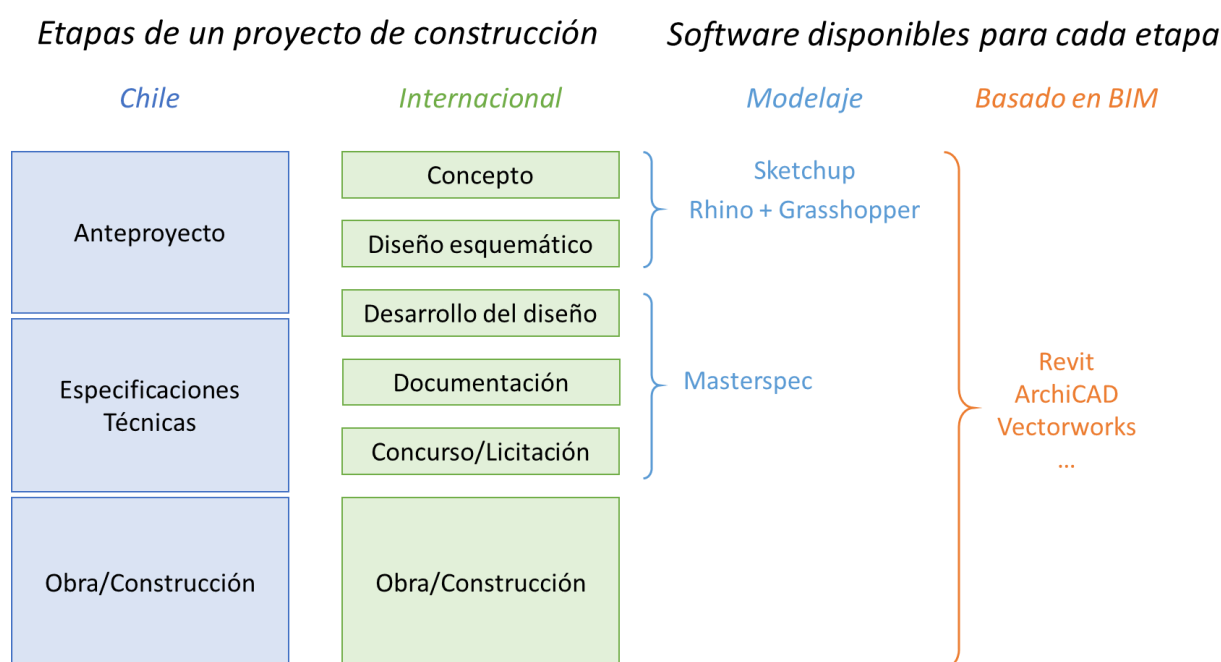 Etapas de un proyecto de construcción
Software disponibles para cada etapa
Chile
Internacional
Modelaje
Basado en BIM
Anteproyecto
Especificaciones
Técnicas
Obra/Construcción
Concepto
Diseño esquemático
Desarrollo del diseño
Documentación
Concurso/Licitación
Obra/Construcción
Sketchup
Rhino + Grasshopper
Masterspec
Revit
ArchiCAD
Vectorworks
...